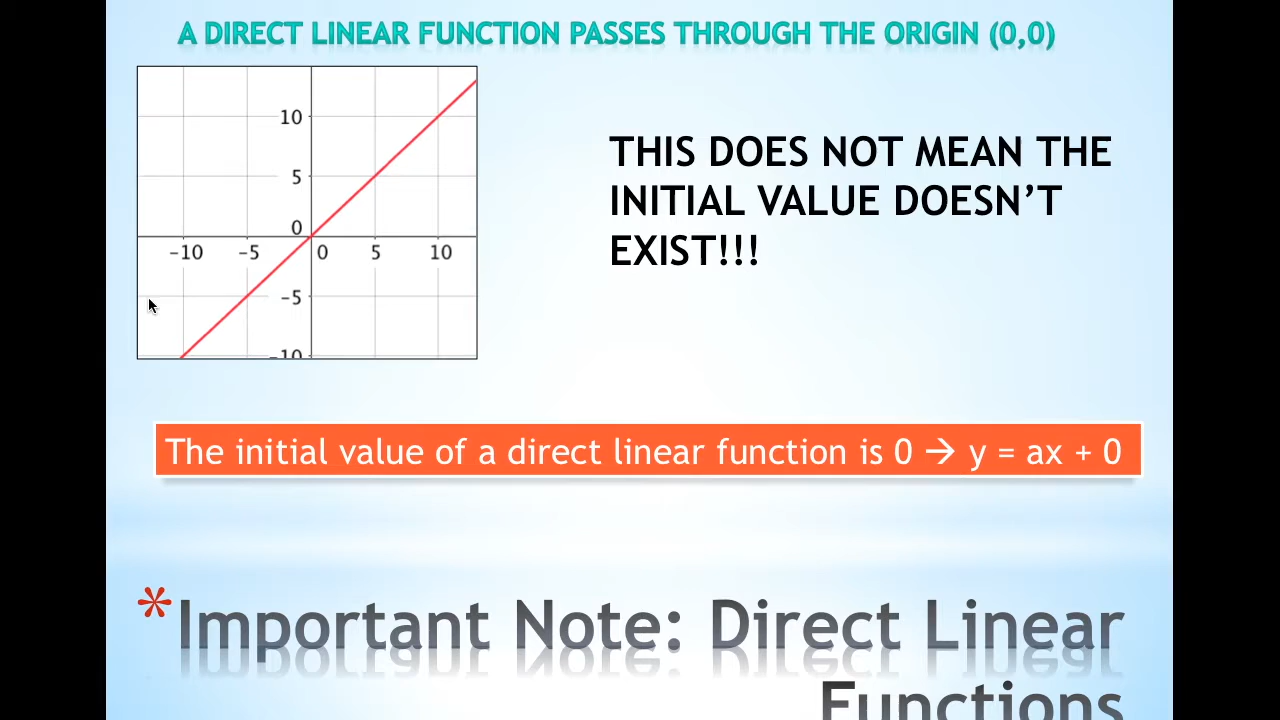 A DIRECT LINEAR FUNCTION PASSES THROUGH THE ORIGIN (0,0)
10
5
0
−10 −5 0 5 10
−5
−10
THIS DOES NOT MEAN THE
INITIAL VALUE DOESN’T
EXIST!!!
The initial value of a direct linear function is 0 → y = ax + 0
*Important Note: Direct Linear
Functions